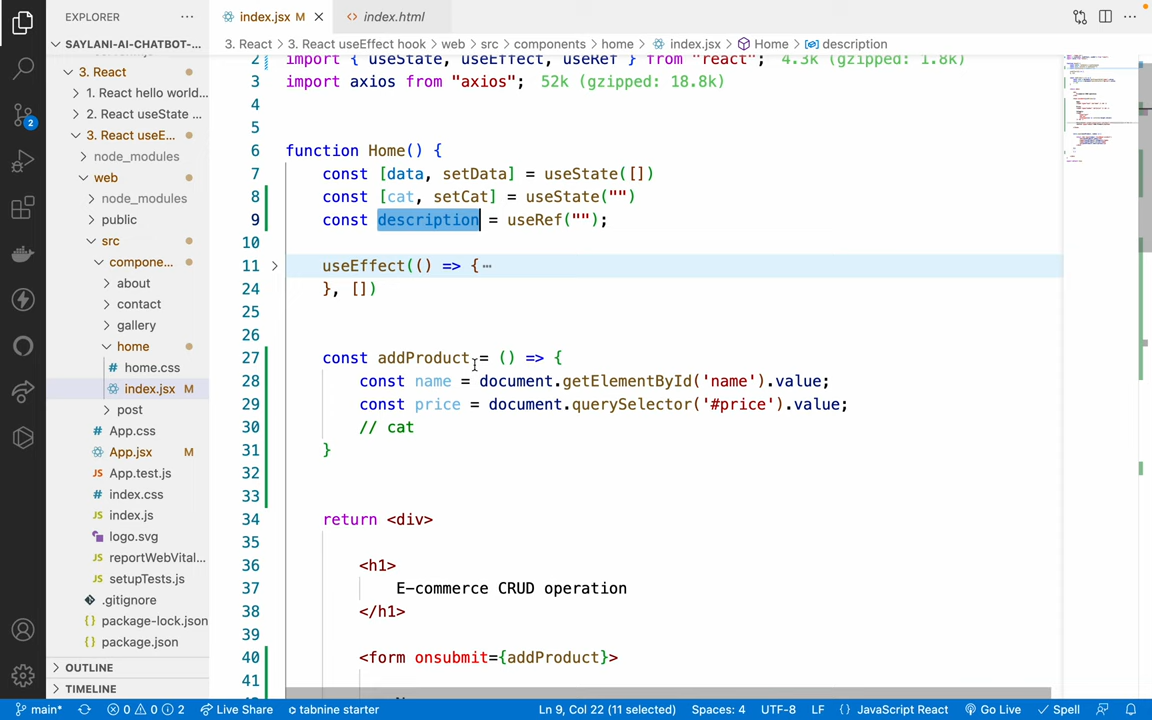 EXPLORER
index.jsx M
index.html
SAYLANI-AI-CHATBOT-...
3. React > 3. React useEffect hook > web > src > components > home > index.jsx > Home > description
3. React
1. React hello world...
2. React useState ...
3. React useE...
node_modules
web
node_modules
public
src
compone...
about
contact
gallery
home
home.css
index.jsx M
post
App.css
App.jsx M
App.test.js
index.css
index.js
logo.svg
reportWebVital...
setupTests.js
.gitignore
package-lock.json
package.json
OUTLINE
TIMELINE
2 import { useState, useEffect, useRef } from "react"; 4.3k (gzipped: 1.8k)
3 import axios from "axios"; 52k (gzipped: 18.8k)
4
5
6 function Home() {
7 const [data, setData] = useState([])
8 const [cat, setCat] = useState("")
9 const description = useRef("");
10
11 useEffect(() => {⋯
24 }, [])
25
26
27 const addProduct = () => {
28 const name = document.getElementById('name').value;
29 const price = document.querySelector('#price').value;
30 // cat
31 }
32
33
34 return <div>
35
36 <h1>
37 E-commerce CRUD operation
38 </h1>
39
40 <form onsubmit={addProduct}>
41
2
main* 0 0 2 Live Share tabnine starter Ln 9, Col 22 (11 selected) Spaces: 4 UTF-8 LF {} JavaScript React Go Live Spell